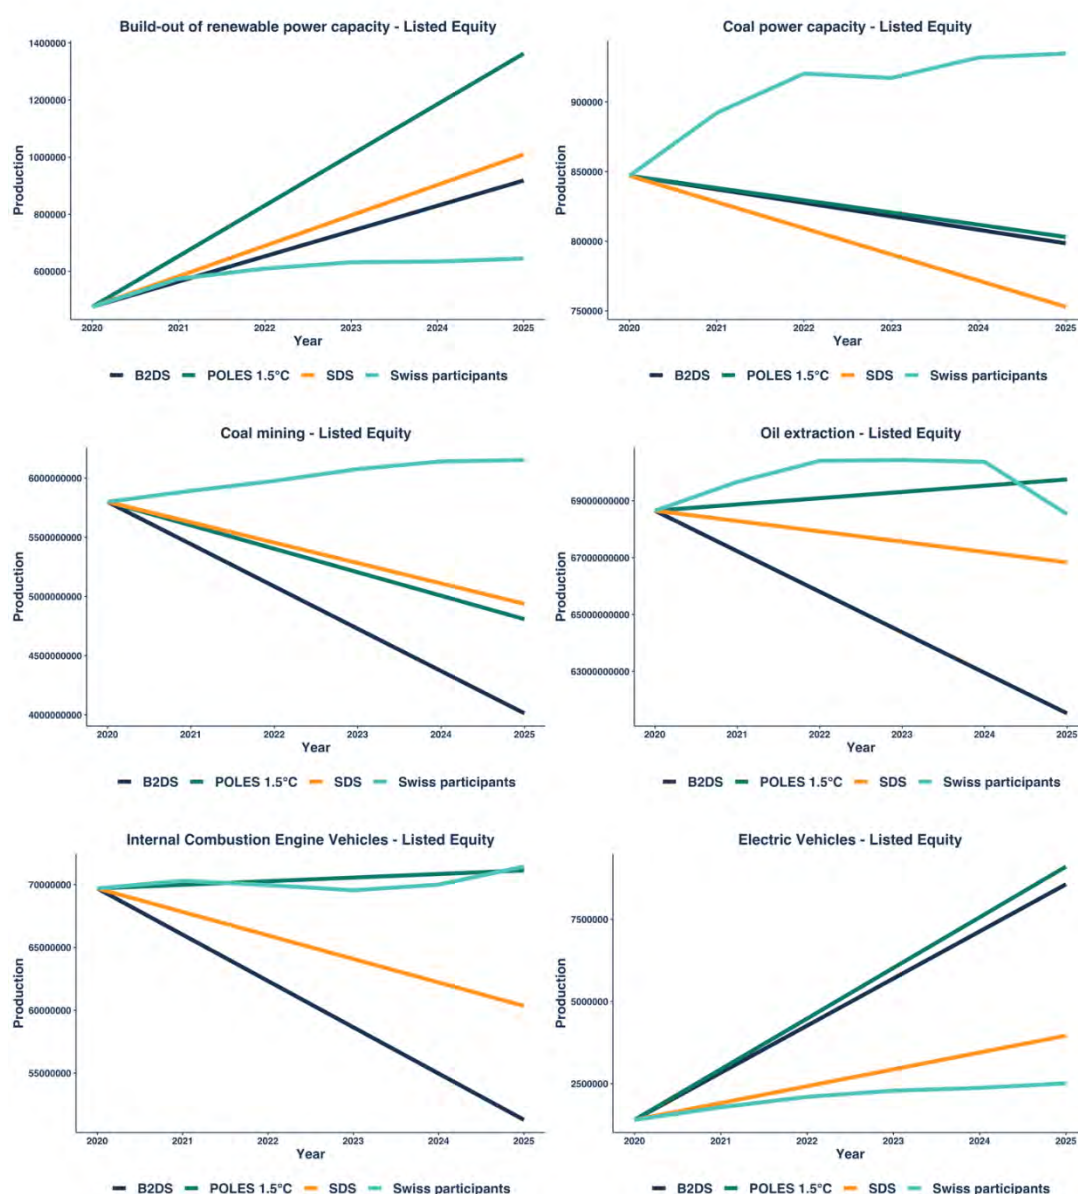 Build-out of renewable power capacity - Listed Equity
1400000
1200000
1000000
800000
600000
Production
2020 2021 2022 2023 2024 2025
Year
B2DS POLES 1.5°C SDS Swiss participants
Coal power capacity - Listed Equity
900000
850000
800000
750000
Production
2020 2021 2022 2023 2024 2025
Year
B2DS POLES 1.5°C SDS Swiss participants
Coal mining - Listed Equity
6000000000
5500000000
5000000000
4500000000
4000000000
Production
2020 2021 2022 2023 2024 2025
Year
B2DS POLES 1.5°C SDS Swiss participants
Oil extraction - Listed Equity
69000000000
67000000000
65000000000
63000000000
Production
2020 2021 2022 2023 2024 2025
Year
B2DS POLES 1.5°C SDS Swiss participants
Internal Combustion Engine Vehicles - Listed Equity
70000000
65000000
60000000
55000000
Production
2020 2021 2022 2023 2024 2025
Year
B2DS POLES 1.5°C SDS Swiss participants
Electric Vehicles - Listed Equity
7500000
5000000
2500000
Production
2020 2021 2022 2023 2024 2025
Year
B2DS POLES 1.5°C SDS Swiss participants